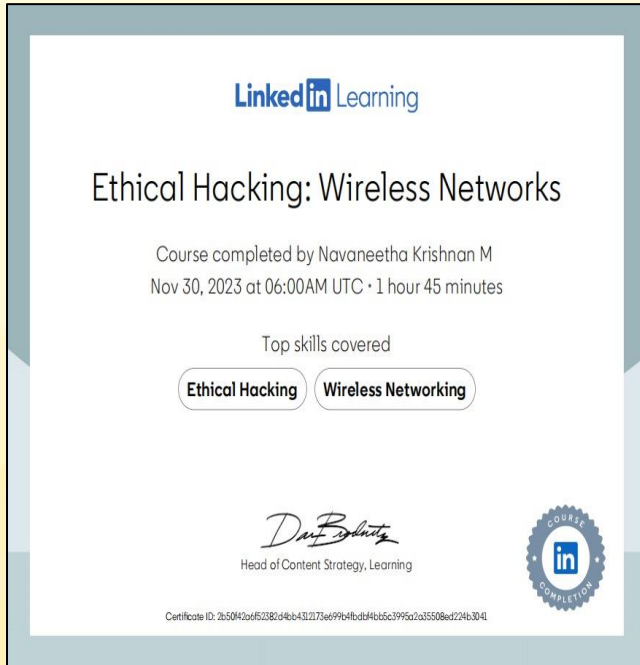 Linked in Learning
Ethical Hacking: Wireless Networks
Course completed by Navaneetha Krishnan M
Nov 30, 2023 at 06:00AM UTC • 1 hour 45 minutes
Top skills covered
Ethical Hacking Wireless Networking
Head of Content Strategy, Learning
COURSE
in
COMPLETION
Certificate ID: 2b50f42a6f52382d4bb4312173e699b4fbdbf4bb5c3995a2a35508ed224b3041